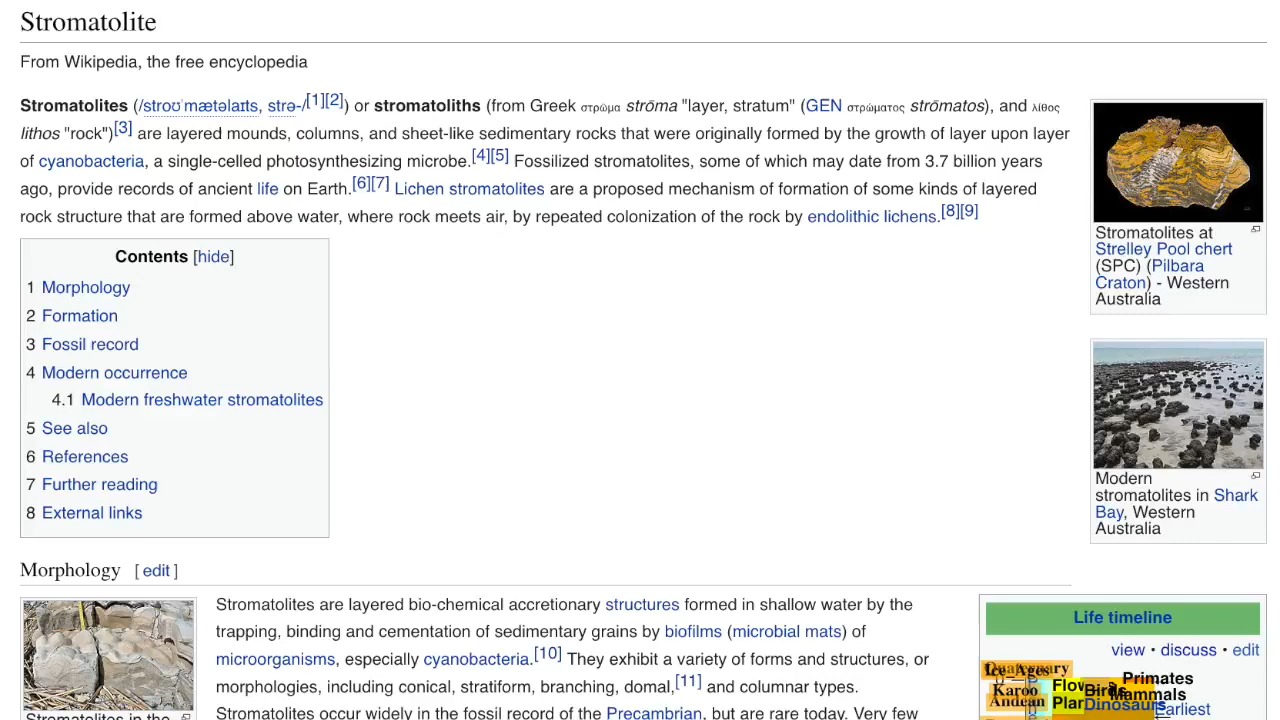 Stromatolite
From Wikipedia, the free encyclopedia
Stromatolites (/stroʊˈmætəlaɪts, strə-/[1][2]) or stromatoliths (from Greek στρῶμα strōma "layer, stratum" (GEN στρώματος strōmatos), and λίθος
lithos "rock")[3] are layered mounds, columns, and sheet-like sedimentary rocks that were originally formed by the growth of layer upon layer
of cyanobacteria, a single-celled photosynthesizing microbe.[4][5] Fossilized stromatolites, some of which may date from 3.7 billion years
ago, provide records of ancient life on Earth.[6][7] Lichen stromatolites are a proposed mechanism of formation of some kinds of layered
rock structure that are formed above water, where rock meets air, by repeated colonization of the rock by endolithic lichens.[8][9]
Stromatolites at
Strelley Pool chert
(SPC) (Pilbara
Craton) - Western
Australia
Contents [hide]
1 Morphology
2 Formation
3 Fossil record
4 Modern occurrence
4.1 Modern freshwater stromatolites
5 See also
6 References
7 Further reading
8 External links
Modern
stromatolites in Shark
Bay, Western
Australia
Morphology [ edit ]
Stromatolites in the
Stromatolites are layered bio-chemical accretionary structures formed in shallow water by the
trapping, binding and cementation of sedimentary grains by biofilms (microbial mats) of
microorganisms, especially cyanobacteria.[10] They exhibit a variety of forms and structures, or
morphologies, including conical, stratiform, branching, domal,[11] and columnar types.
Stromatolites occur widely in the fossil record of the Precambrian, but are rare today. Very few
Life timeline
view • discuss • edit
Quaternary
Ice Ages
Karoo
Andean
Birds
Primates
Mammals
Dinosaurs
Earliest